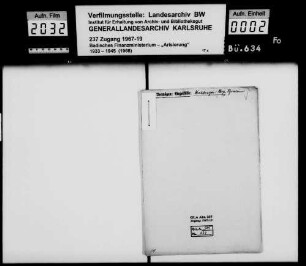 Aufn. Film
2032
Verfilmungsstelle: Landesarchiv BW
Institut für Erhaltung von Archiv- und Bibliotheksgut
GENERALLANDESARCHIV KARLSRUHE
237 Zugang 1967-19
Badisches Finanzministerium - „Arisierung"
1933 - 1945 (1968)
Aufn. Einheit
0002
Fo
Bü. 634